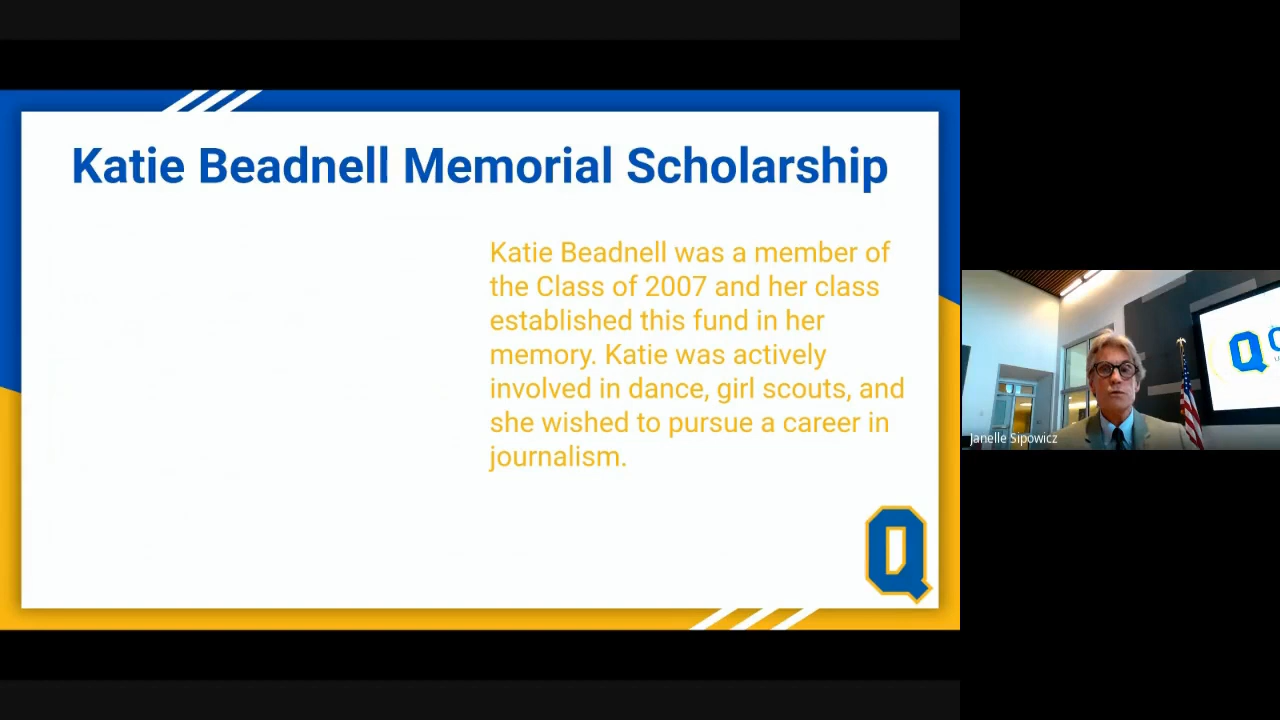 Katie Beadnell Memorial Scholarship
Katie Beadnell was a member of
the Class of 2007 and her class
established this fund in her
memory. Katie was actively
involved in dance, girl scouts, and
she wished to pursue a career in
journalism.
Q
Q
Janelle Sipowicz